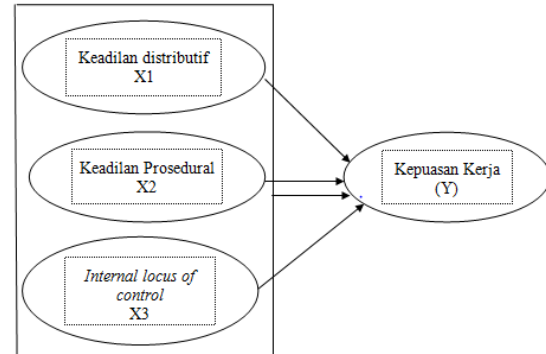 Keadilan distributif
X1
Keadilan Prosedural
X2
Kepuasan Kerja
(Y)
Internal locus of
control
X3